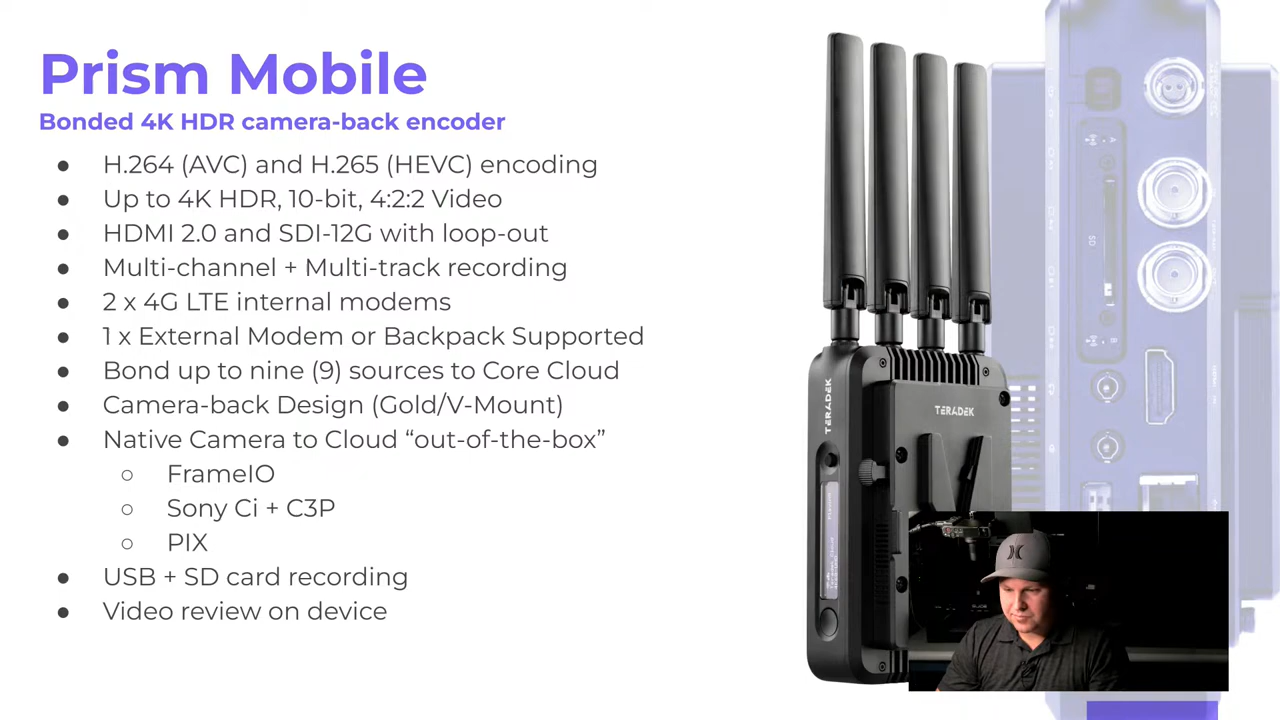 Prism Mobile
Bonded 4K HDR camera-back encoder
● H.264 (AVC) and H.265 (HEVC) encoding
● Up to 4K HDR, 10-bit, 4:2:2 Video
● HDMI 2.0 and SDI-12G with loop-out
● Multi-channel + Multi-track recording
● 2 x 4G LTE internal modems
● 1 x External Modem or Backpack Supported
● Bond up to nine (9) sources to Core Cloud
● Camera-back Design (Gold/V-Mount)
● Native Camera to Cloud “out-of-the-box”
○ FrameIO
○ Sony Ci + C3P
○ PIX
● USB + SD card recording
● Video review on device
TERADEK
TERADEK
SD